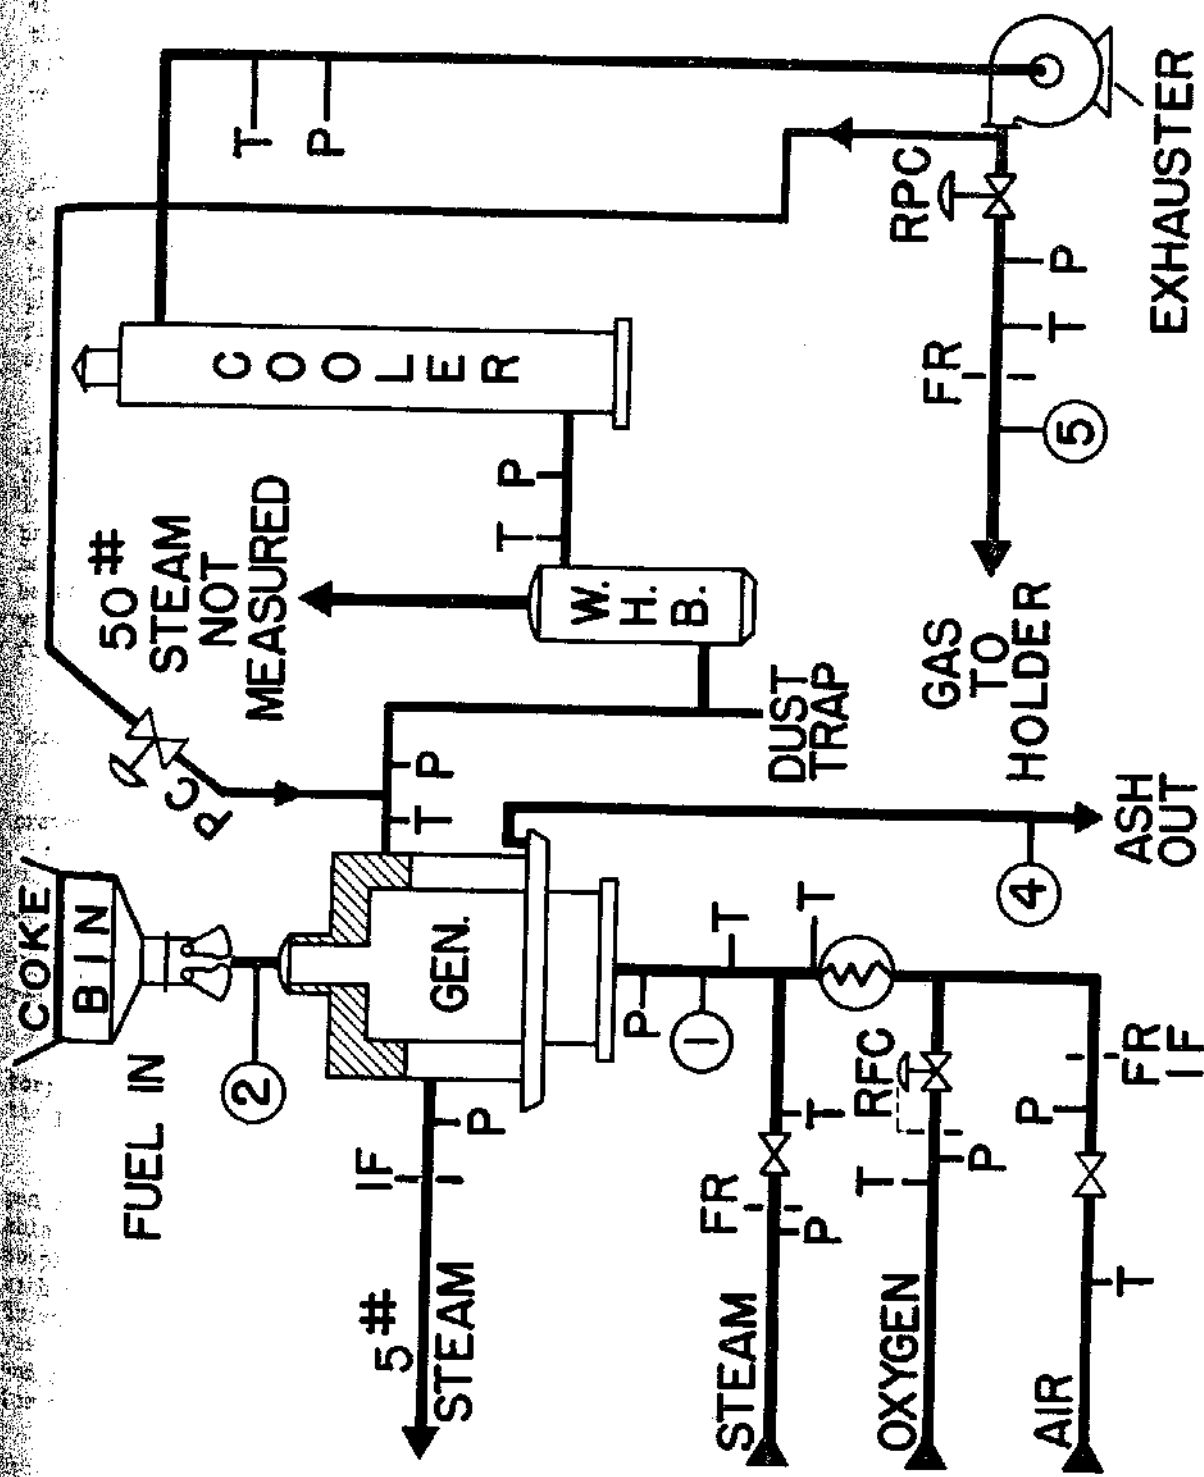 COKE
BIN
FUEL IN
2
50 #
STEAM
NOT
MEASURED
T
P
COOLER
CP
T
P
T
P
W.
H.
B.
GEN.
IF
P
5 #
STEAM
DUST
TRAP
RPC
P
T
FR
5
EXHAUSTER
GAS
TO
HOLDER
ASH
OUT
4
P
1
T
T
FR
P
T
STEAM
RFC
T
P
OXYGEN
FR
IF
P
T
AIR